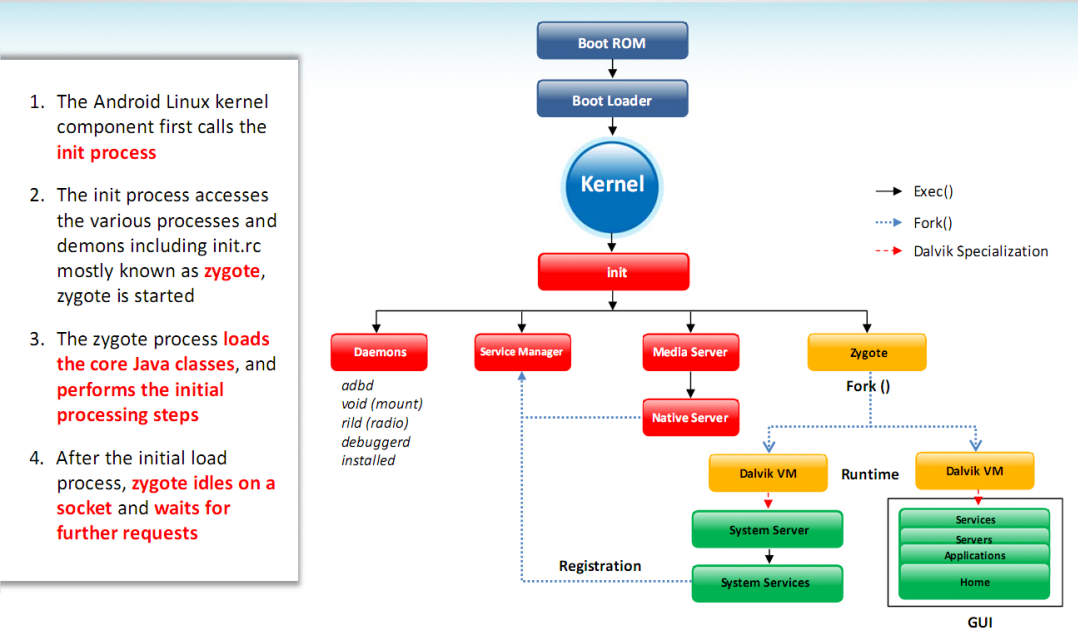 1. The Android Linux kernel
component first calls the
init process
2. The init process accesses
the various processes and
demons including init.rc
mostly known as zygote,
zygote is started
3. The zygote process loads
the core Java classes, and
performs the initial
processing steps
4. After the initial load
process, zygote idles on a
socket and waits for
further requests
Boot ROM
Boot Loader
Kernel
Exec()
Fork()
Dalvik Specialization
init
Daemons
Service Manager
Media Server
Zygote
adbd
void (mount)
rild (radio)
debuggerd
installed
Fork ()
Native Server
Dalvik VM
Runtime
Dalvik VM
System Server
System Services
Registration
Services
Servers
Applications
Home
GUI